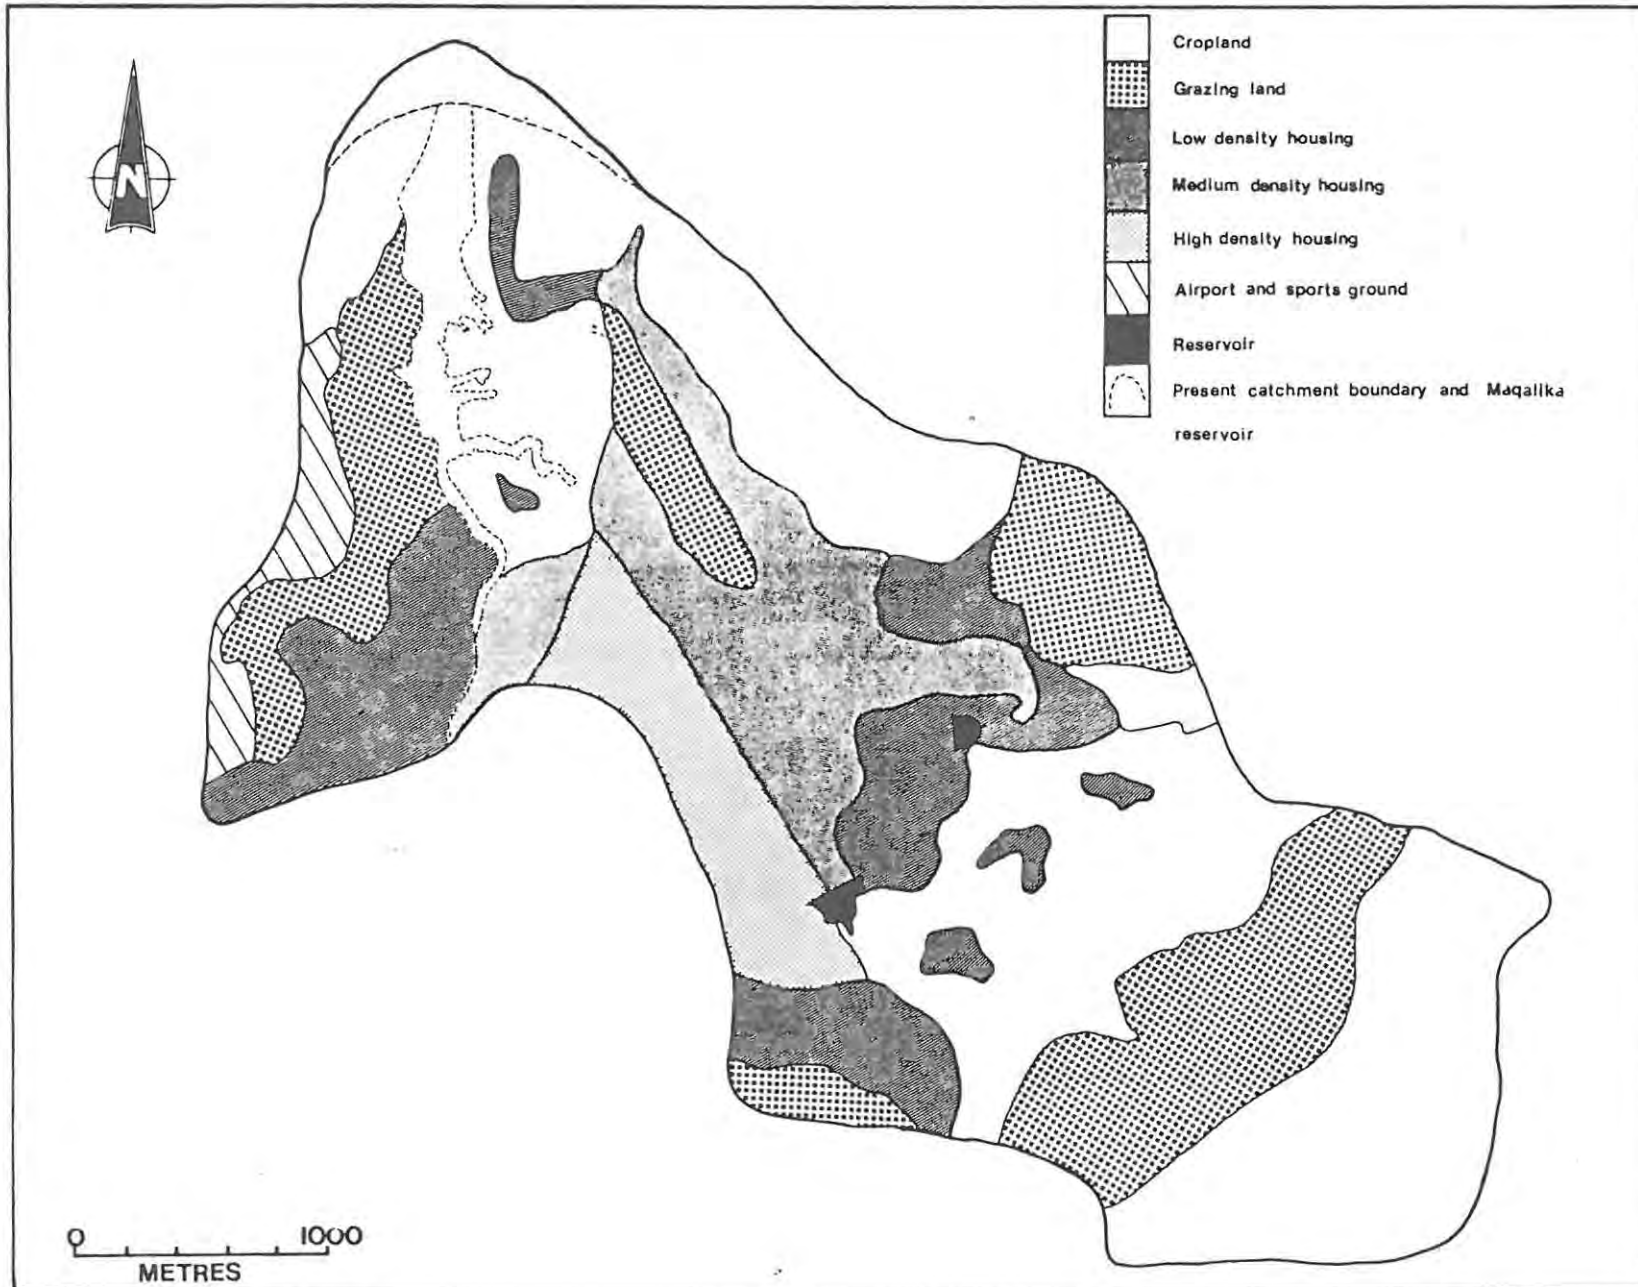 N
Cropland
Grazing land
Low density housing
Medium density housing
High density housing
Airport and sports ground
Reservoir
Present catchment boundary and Maqalika
reservoir
0 1000
METRES